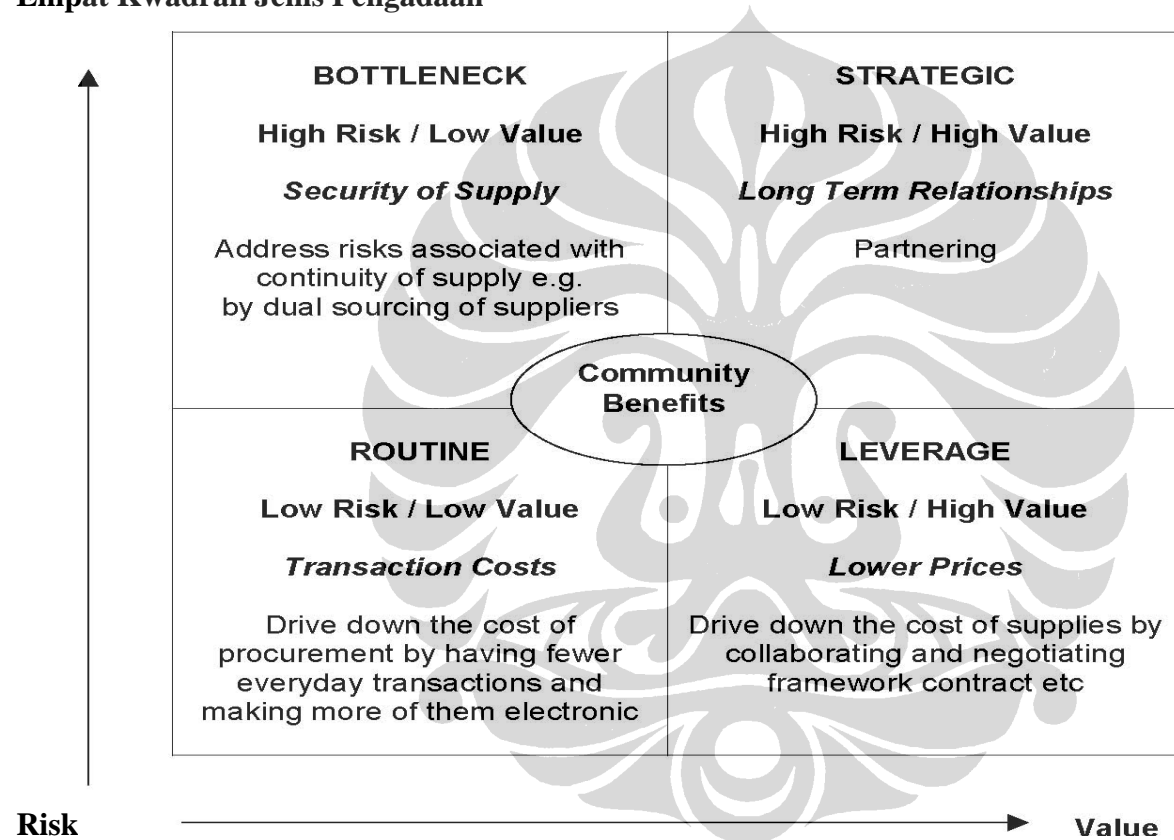 Empat Kwadran Jenis Pengadaan
BOTTLENECK
High Risk / Low Value
Security of Supply
Address risks associated with
continuity of supply e.g.
by dual sourcing of suppliers
STRATEGIC
High Risk / High Value
Long Term Relationships
Partnering
Community
Benefits
ROUTINE
Low Risk / Low Value
Transaction Costs
Drive down the cost of
procurement by having fewer
everyday transactions and
making more of them electronic
LEVERAGE
Low Risk / High Value
Lower Prices
Drive down the cost of supplies by
collaborating and negotiating
framework contract etc
Risk
Value